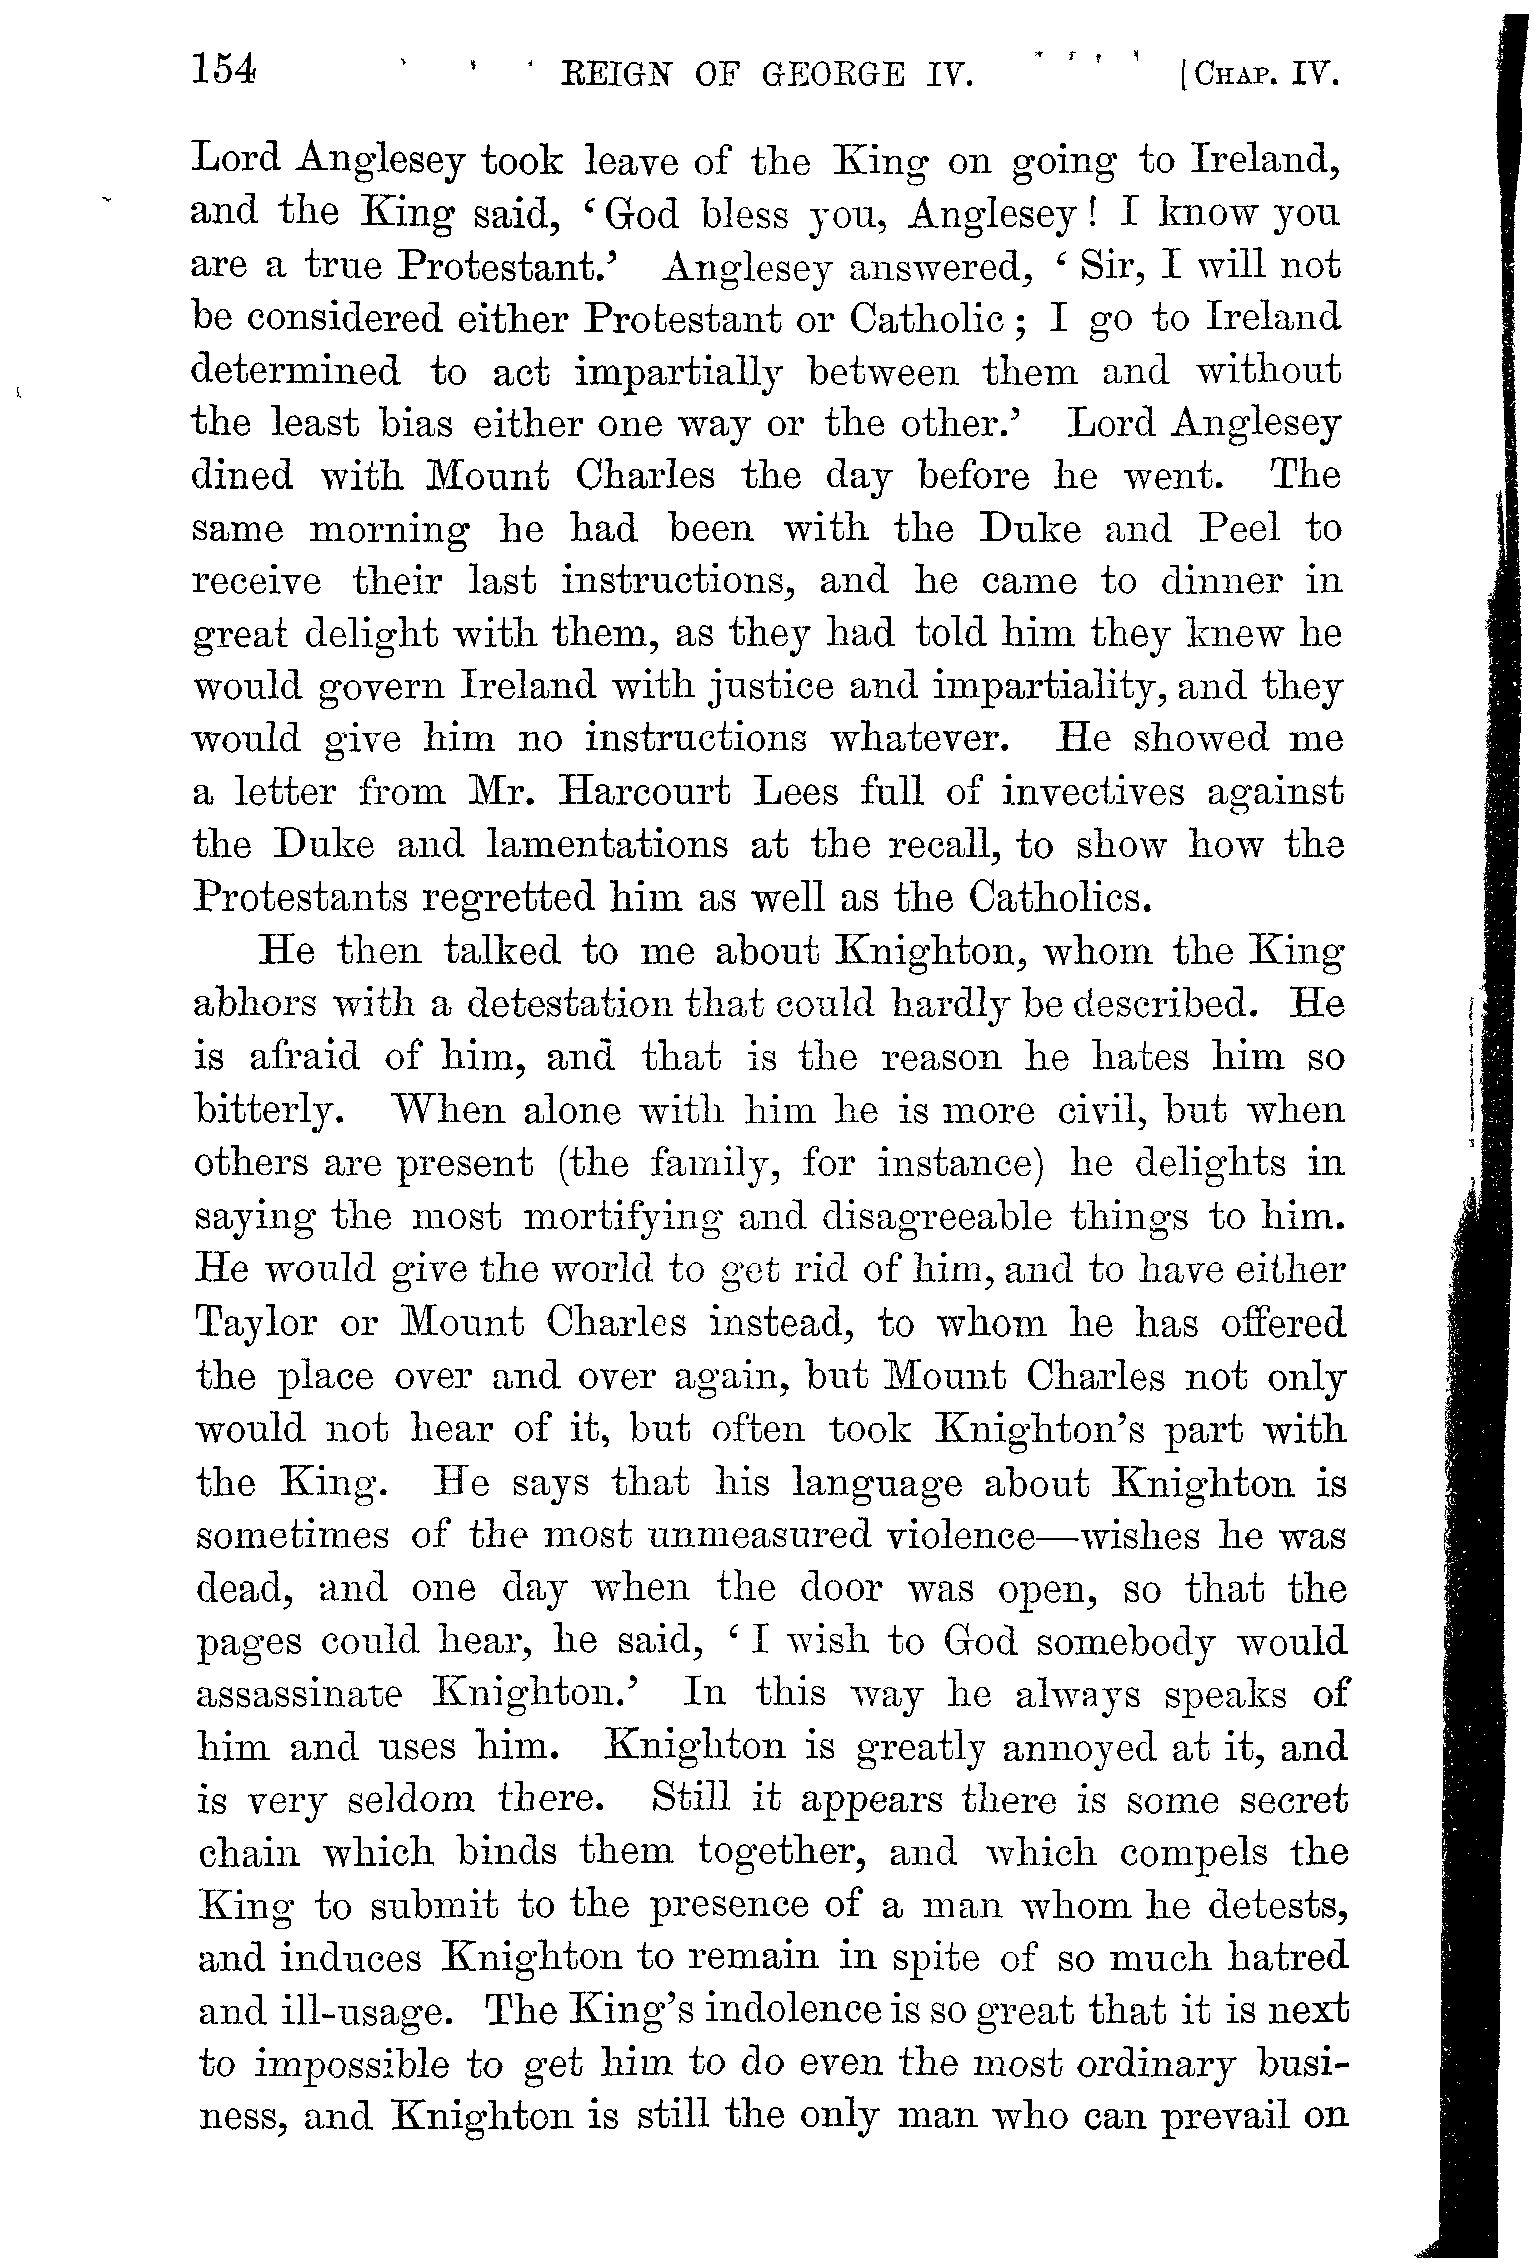 154 REIGN OF GEORGE IV. [CHAP. IV.
Lord Anglesey took leave of the King on going to Ireland,
and the King said, ‘God bless you, Anglesey! I know you
are a true Protestant.’ Anglesey answered, ‘Sir, I will not
be considered either Protestant or Catholic; I go to Ireland
determined to act impartially between them and without
the least bias either one way or the other.’ Lord Anglesey
dined with Mount Charles the day before he went. The
same morning he had been with the Duke and Peel to
receive their last instructions, and he came to dinner in
great delight with them, as they had told him they knew he
would govern Ireland with justice and impartiality, and they
would give him no instructions whatever. He showed me
a letter from Mr. Harcourt Lees full of invectives against
the Duke and lamentations at the recall, to show how the
Protestants regretted him as well as the Catholics.
He then talked to me about Knighton, whom the King
abhors with a detestation that could hardly be described. He
is afraid of him, and that is the reason he hates him so
bitterly. When alone with him he is more civil, but when
others are present (the family, for instance) he delights in
saying the most mortifying and disagreeable things to him.
He would give the world to get rid of him, and to have either
Taylor or Mount Charles instead, to whom he has offered
the place over and over again, but Mount Charles not only
would not hear of it, but often took Knighton’s part with
the King. He says that his language about Knighton is
sometimes of the most unmeasured violence—wishes he was
dead, and one day when the door was open, so that the
pages could hear, he said, ‘I wish to God somebody would
assassinate Knighton.’ In this way he always speaks of
him and uses him. Knighton is greatly annoyed at it, and
is very seldom there. Still it appears there is some secret
chain which binds them together, and which compels the
King to submit to the presence of a man whom he detests,
and induces Knighton to remain in spite of so much hatred
and ill-usage. The King’s indolence is so great that it is next
to impossible to get him to do even the most ordinary busi-
ness, and Knighton is still the only man who can prevail on